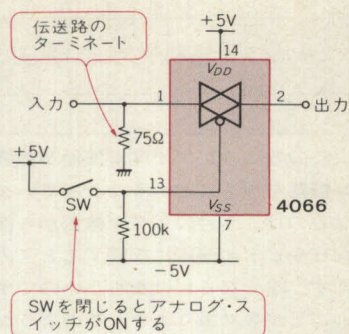 伝送路の
ターミネート
+5V
14
VDD
入力
1
2
出力
75Ω
+5V
SW
13
100k
VSS
7
4066
−5V
SWを閉じるとアナログ・ス
イッチがONする